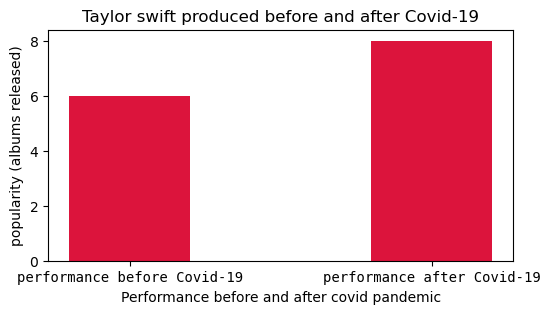 Taylor swift produced before and after Covid-19
popularity (albums released)
8
6
4
2
0
performance before Covid-19
performance after Covid-19
Performance before and after covid pandemic